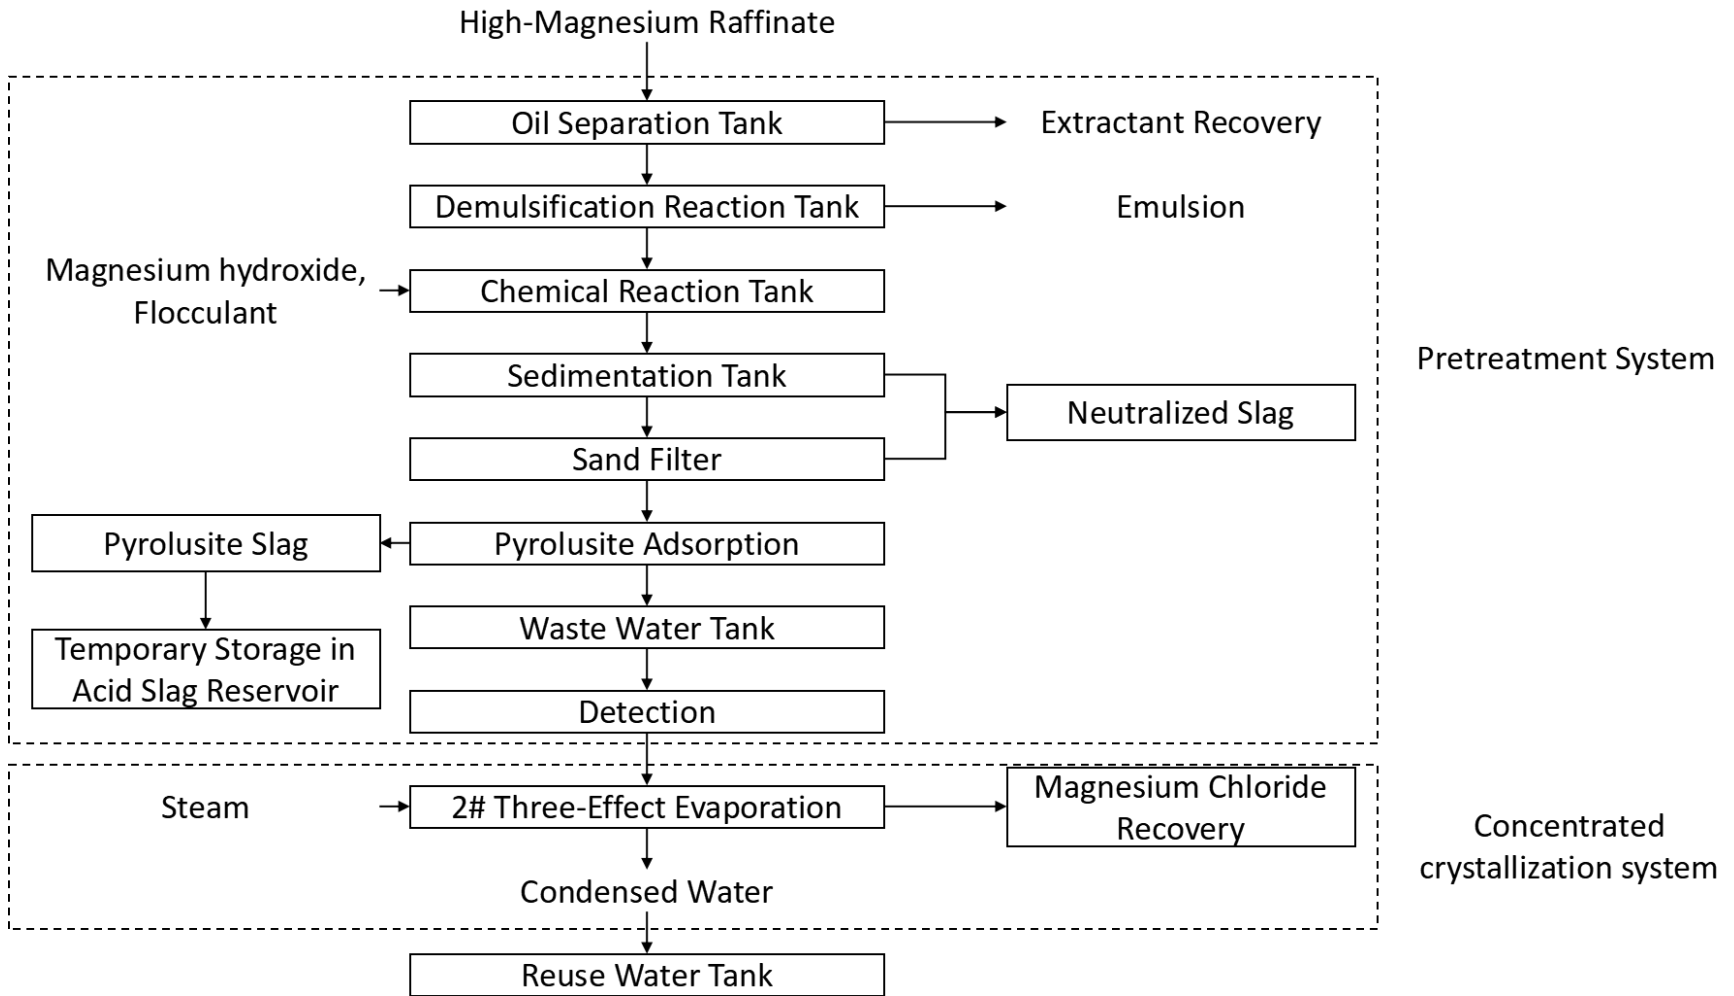 High-Magnesium Raffinate
Oil Separation Tank
Extractant Recovery
Demulsification Reaction Tank
Emulsion
Magnesium hydroxide,
Flocculant
Chemical Reaction Tank
Sedimentation Tank
Pretreatment System
Neutralized Slag
Sand Filter
Pyrolusite Slag
Pyrolusite Adsorption
Waste Water Tank
Temporary Storage in
Acid Slag Reservoir
Detection
Steam
2# Three-Effect Evaporation
Magnesium Chloride
Recovery
Concentrated
crystallization system
Condensed Water
Reuse Water Tank